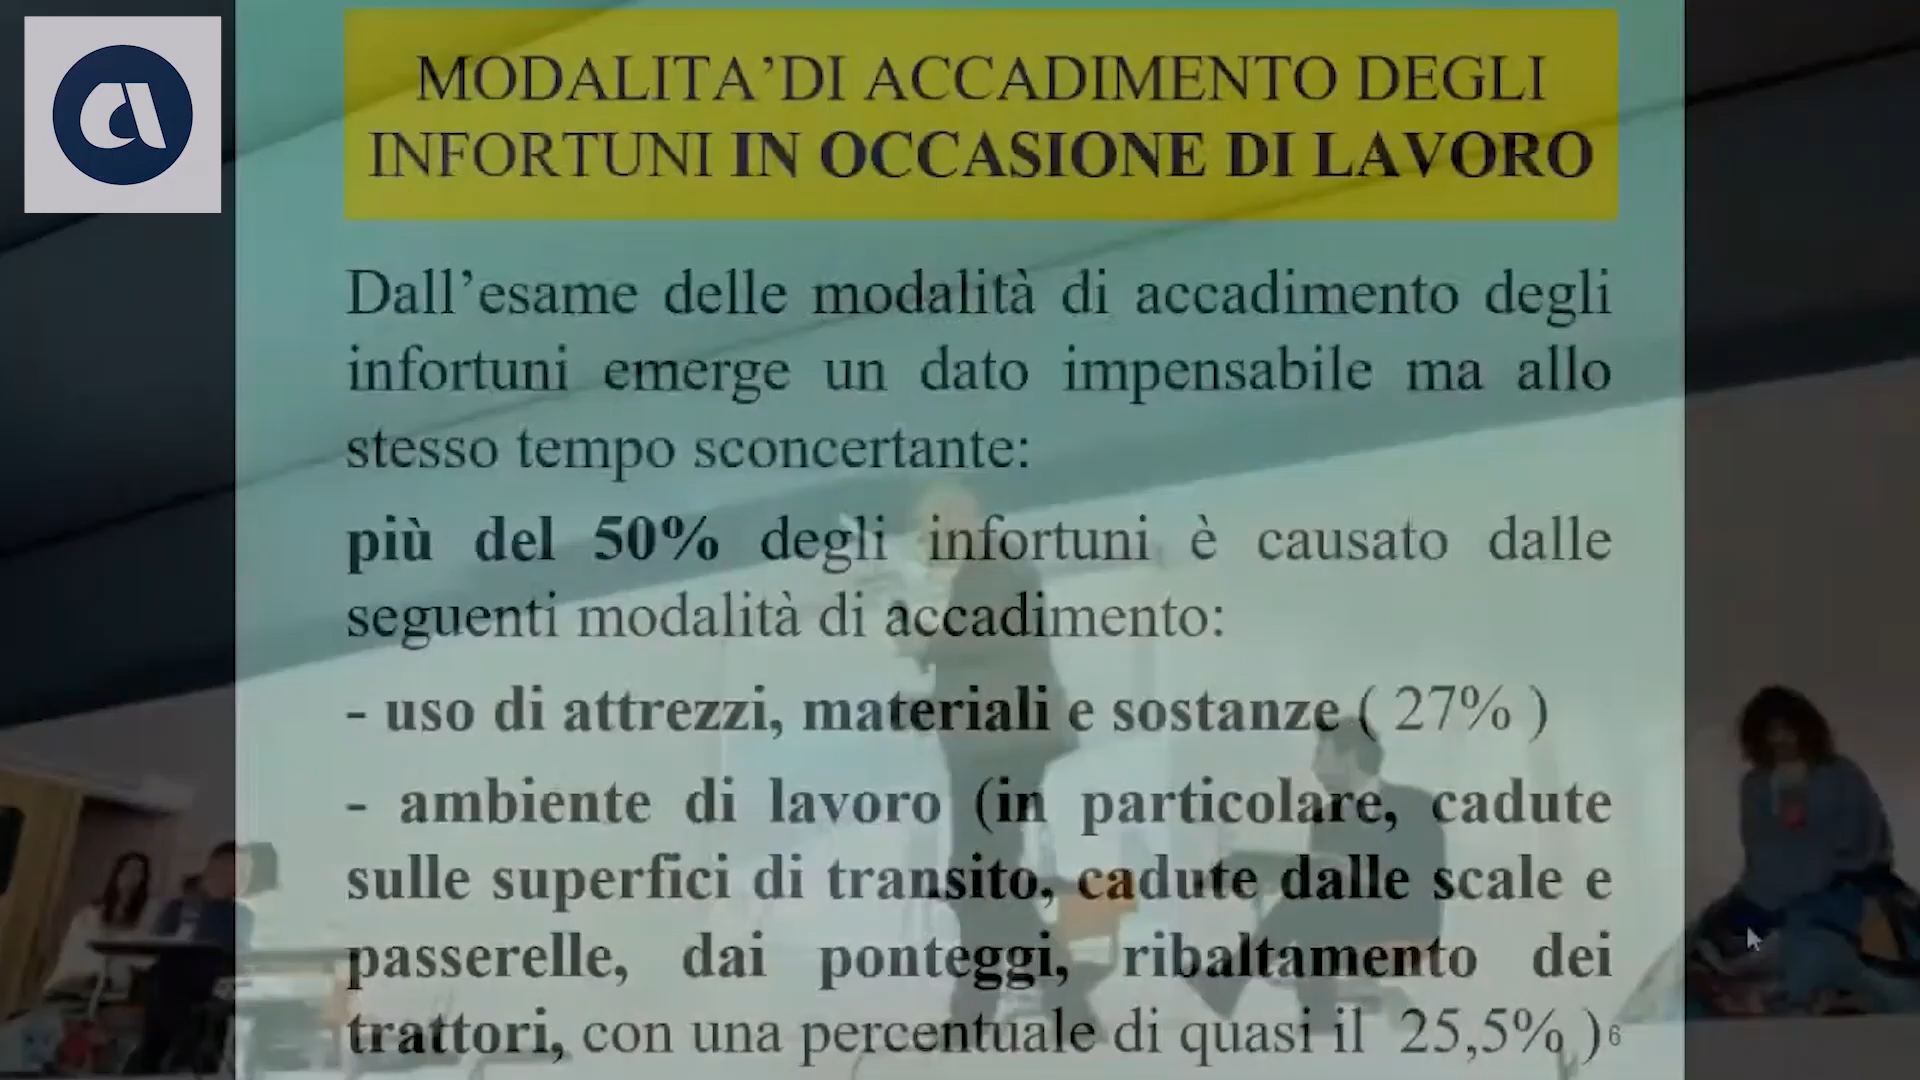 MODALITA’DI ACCADIMENTO DEGLI
INFORTUNI IN OCCASIONE DI LAVORO
Dall’esame delle modalità di accadimento degli
infortuni emerge un dato impensabile ma allo
stesso tempo sconcertante:
più del 50% degli infortuni è causato dalle
seguenti modalità di accadimento:
- uso di attrezzi, materiali e sostanze ( 27% )
- ambiente di lavoro (in particolare, cadute
sulle superfici di transito, cadute dalle scale e
passerelle, dai ponteggi, ribaltamento dei
trattori, con una percentuale di quasi il 25,5% )6